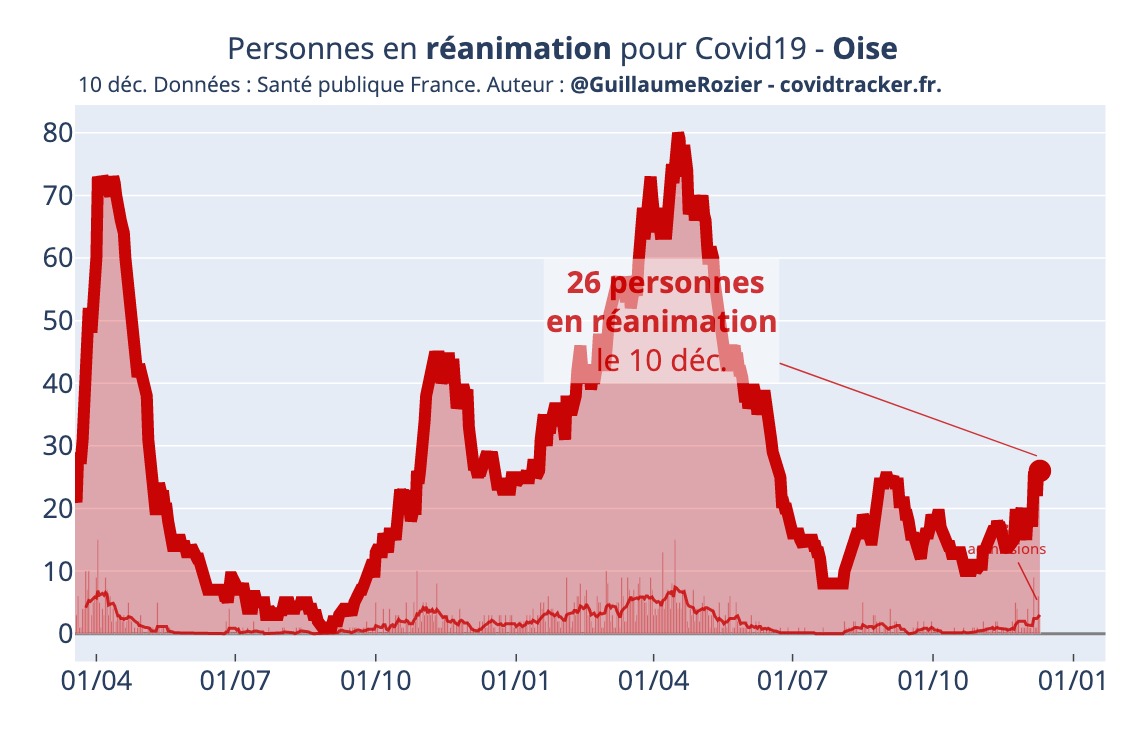 Personnes en réanimation pour Covid19 - Oise
10 déc. Données : Santé publique France. Auteur : @GuillaumeRozier - covidtracker.fr.
80
70
60
50
40
30
20
10
0
26 personnes
en réanimation
le 10 déc.
admissions
01/04 01/07 01/10 01/01 01/04 01/07 01/10 01/01